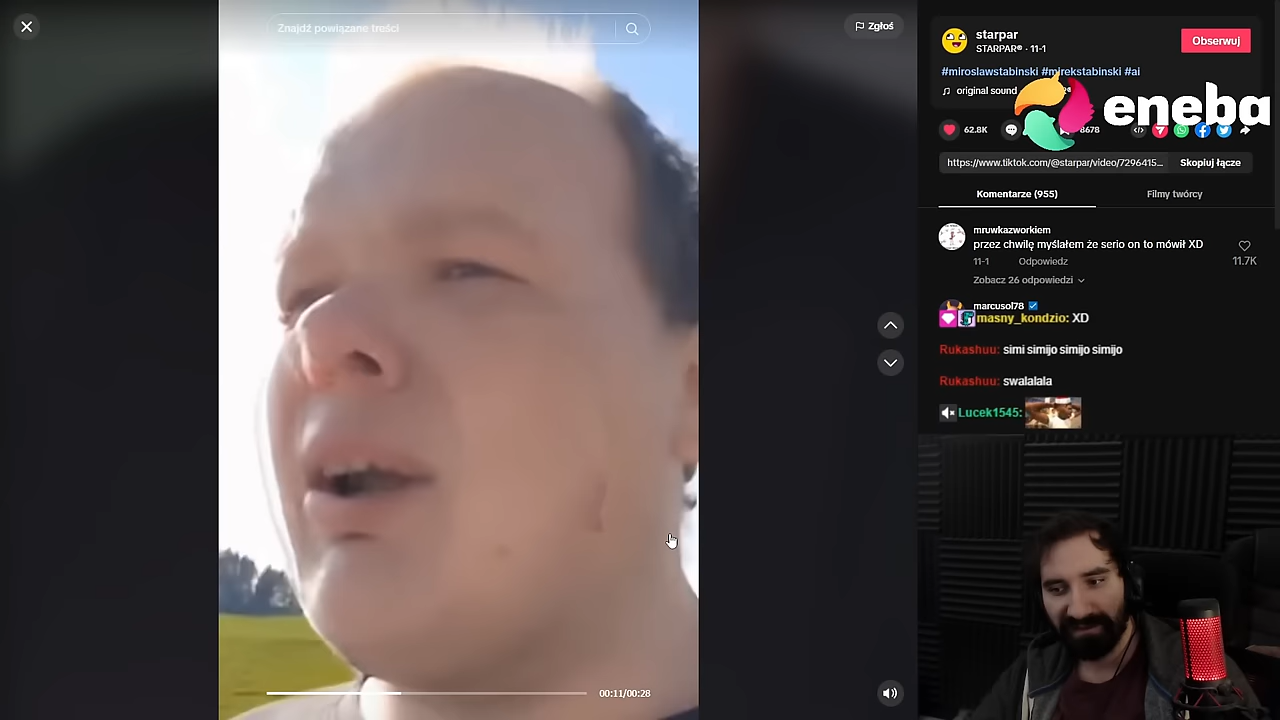 Znajdź powiązane treści
Zgłoś
starpar
STARPAR® · 11-1
Obserwuj
#miroslawstabinski #mirekstabinski #ai
original sound
eneba
62.8K
8678
https://www.tiktok.com/@starpar/video/7296415...
Skopiuj łącze
Komentarze (955)
Filmy twórcy
mruwkazworkiem
przez chwilę myślałem że serio on to mówił XD
11-1
Odpowiedz
11.7K
Zobacz 26 odpowiedzi
marcusol78
masny_kondzio: XD
Rukashuu: simi simijo simijo simijo
Rukashuu: swalalala
Lucek1545:
00:11/00:28